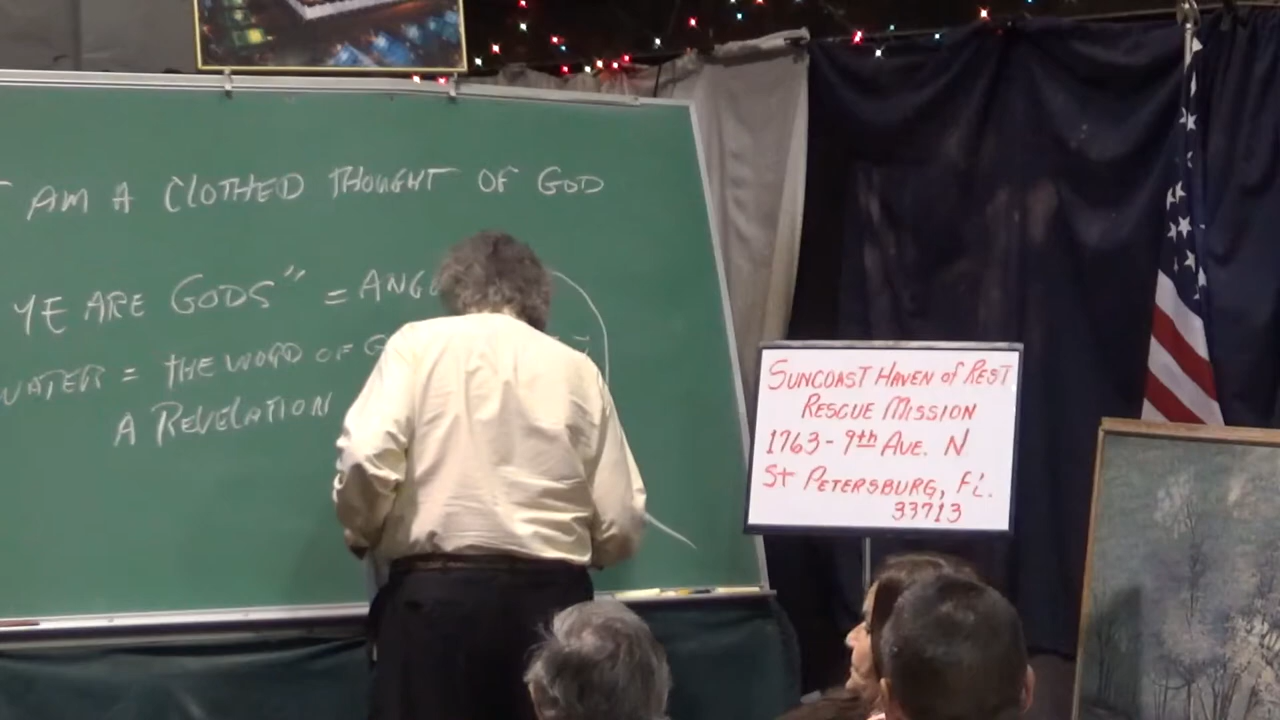 I AM A CLOTHED THOUGHT OF GOD
YE ARE GODS" = ANG
WATER = THE WORD OF G
A REVELATION
SUNCOAST HAVEN of REST
RESCUE MISSION
1763-9th AVE. N
St PETERSBURG, FL.
33713